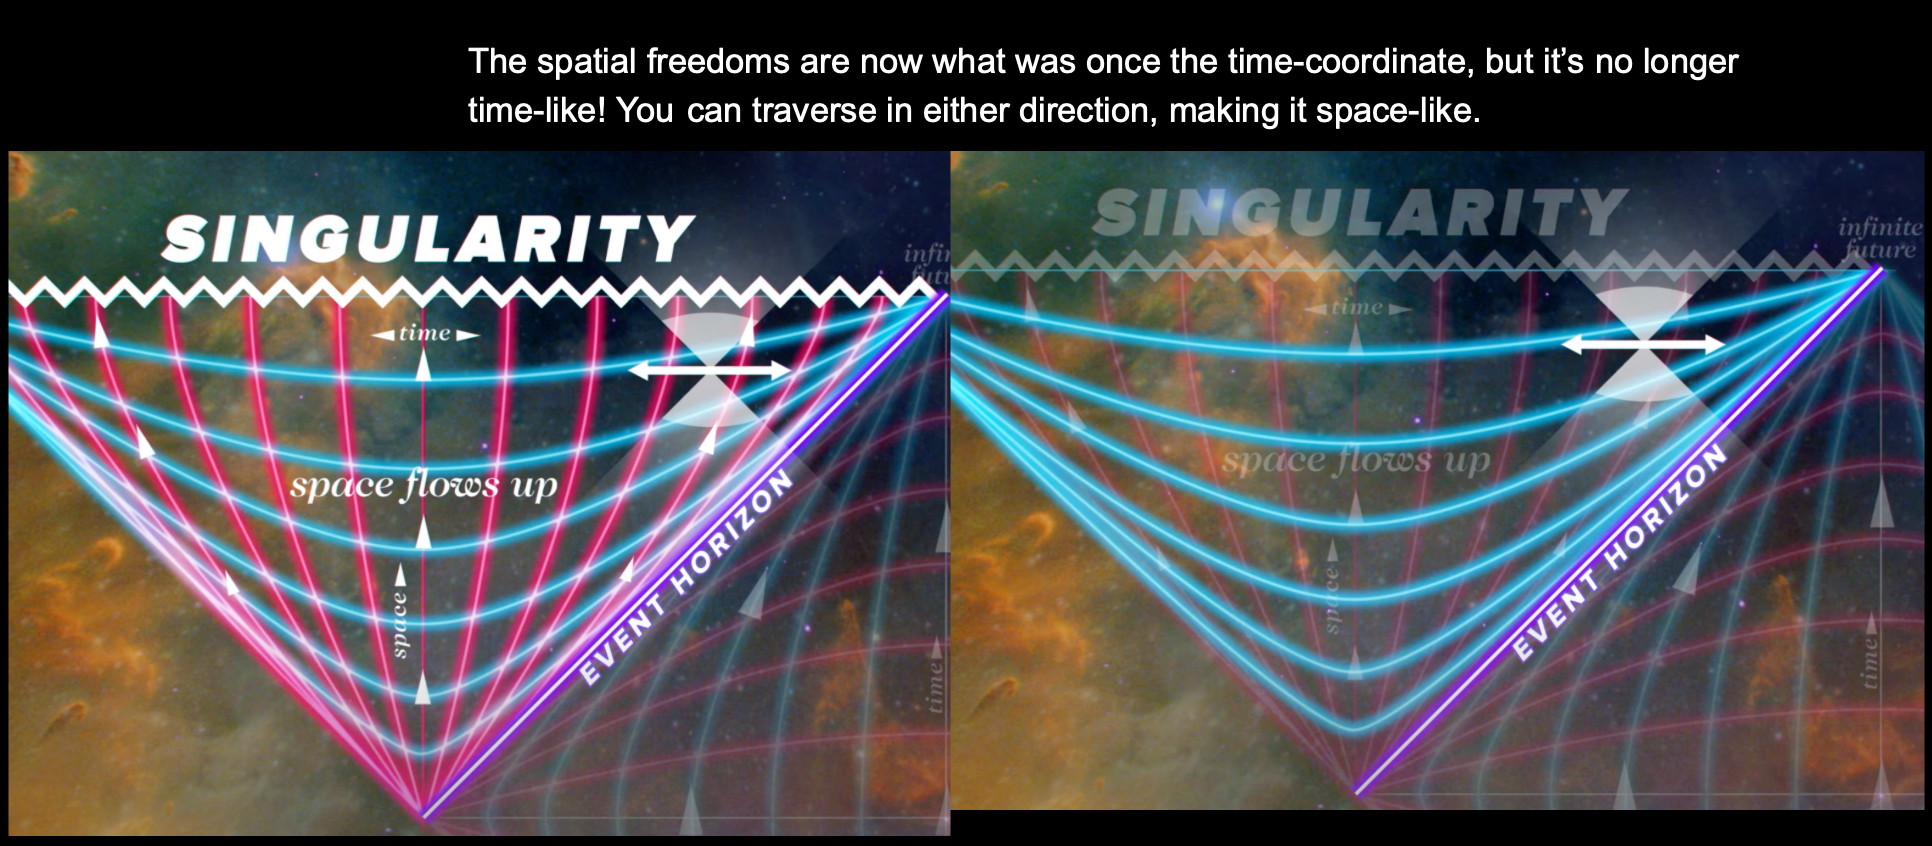 The spatial freedoms are now what was once the time-coordinate, but it’s no longer
time-like! You can traverse in either direction, making it space-like.
SINGULARITY
infin
futu
time
space flows up
space
EVENT HORIZON
time
SINGULARITY
infinite
future
time
space flows up
space
EVENT HORIZON
time